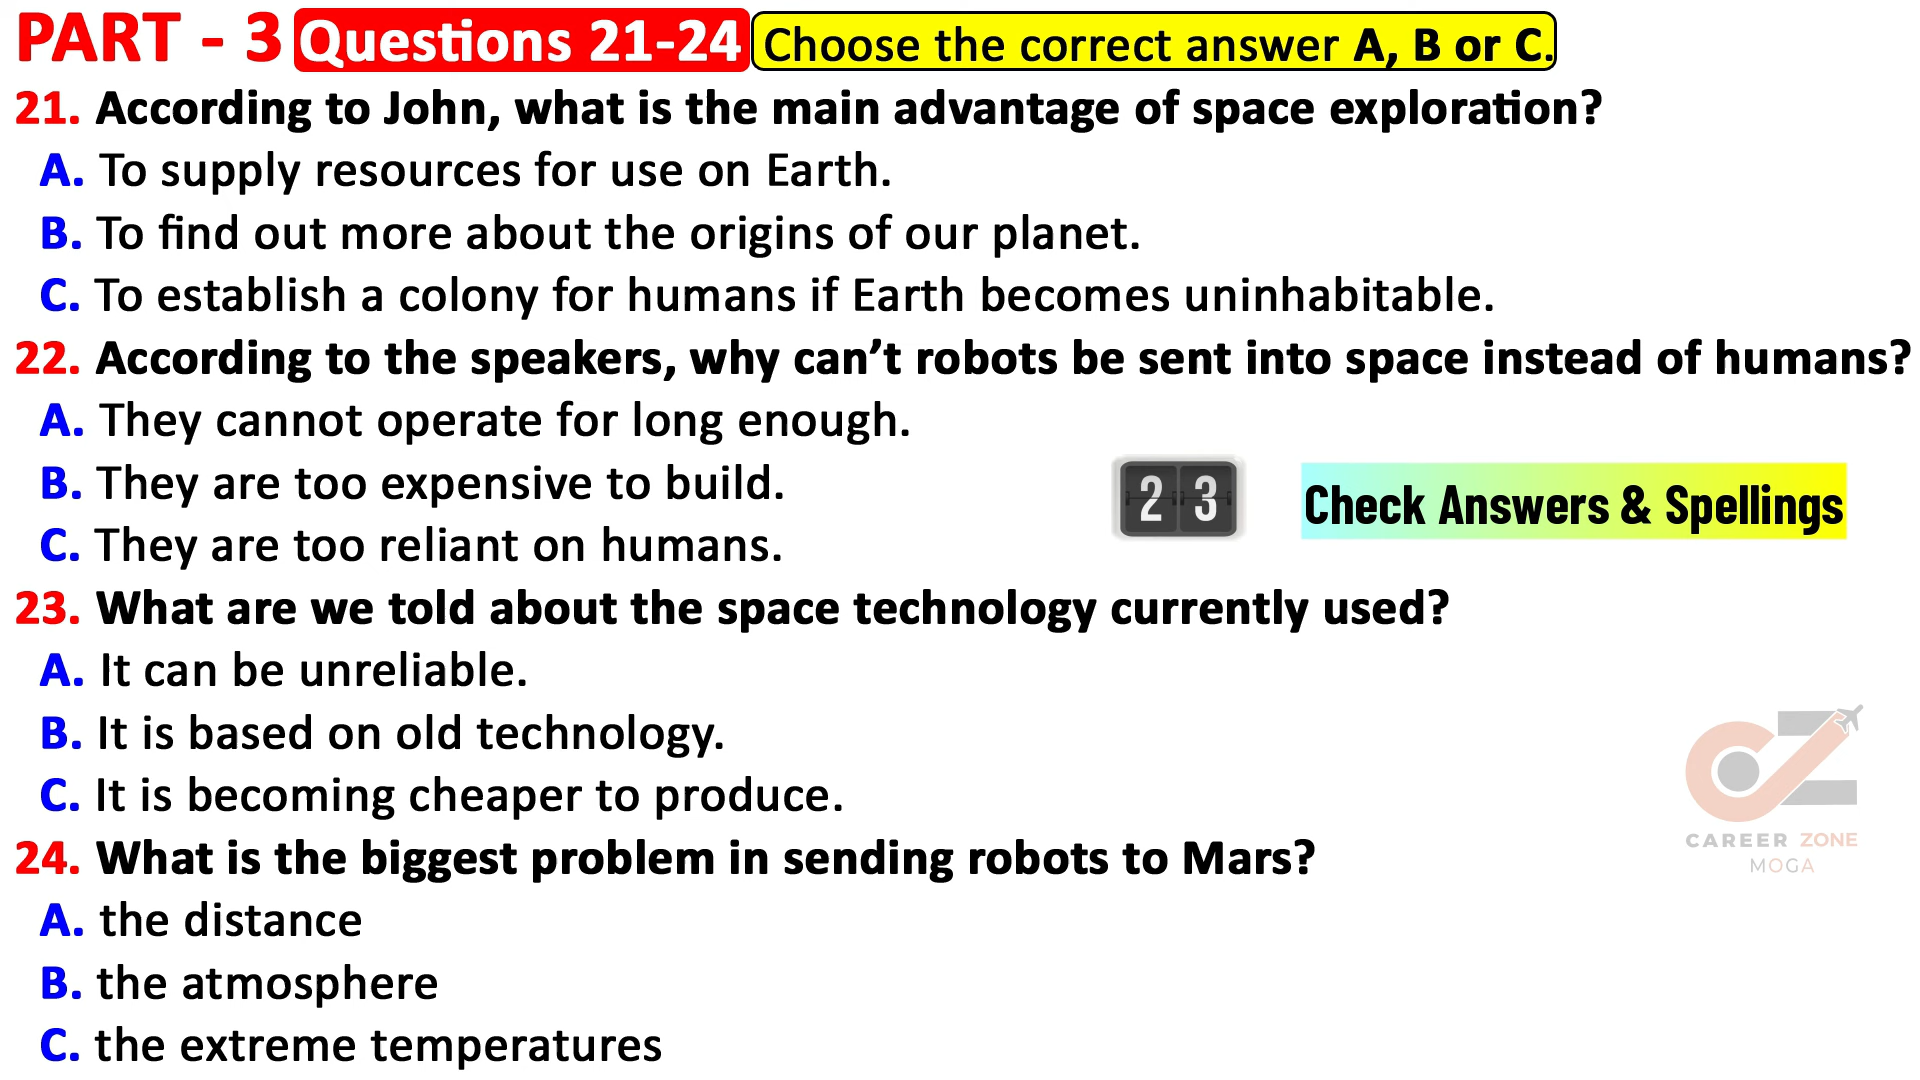 PART - 3 Questions 21-24 Choose the correct answer A, B or C.
21. According to John, what is the main advantage of space exploration?
A. To supply resources for use on Earth.
B. To find out more about the origins of our planet.
C. To establish a colony for humans if Earth becomes uninhabitable.
22. According to the speakers, why can’t robots be sent into space instead of humans?
A. They cannot operate for long enough.
B. They are too expensive to build.
23 Check Answers & Spellings
C. They are too reliant on humans.
23. What are we told about the space technology currently used?
A. It can be unreliable.
B. It is based on old technology.
C. It is becoming cheaper to produce.
CAREER ZONE
MOGA
24. What is the biggest problem in sending robots to Mars?
A. the distance
B. the atmosphere
C. the extreme temperatures